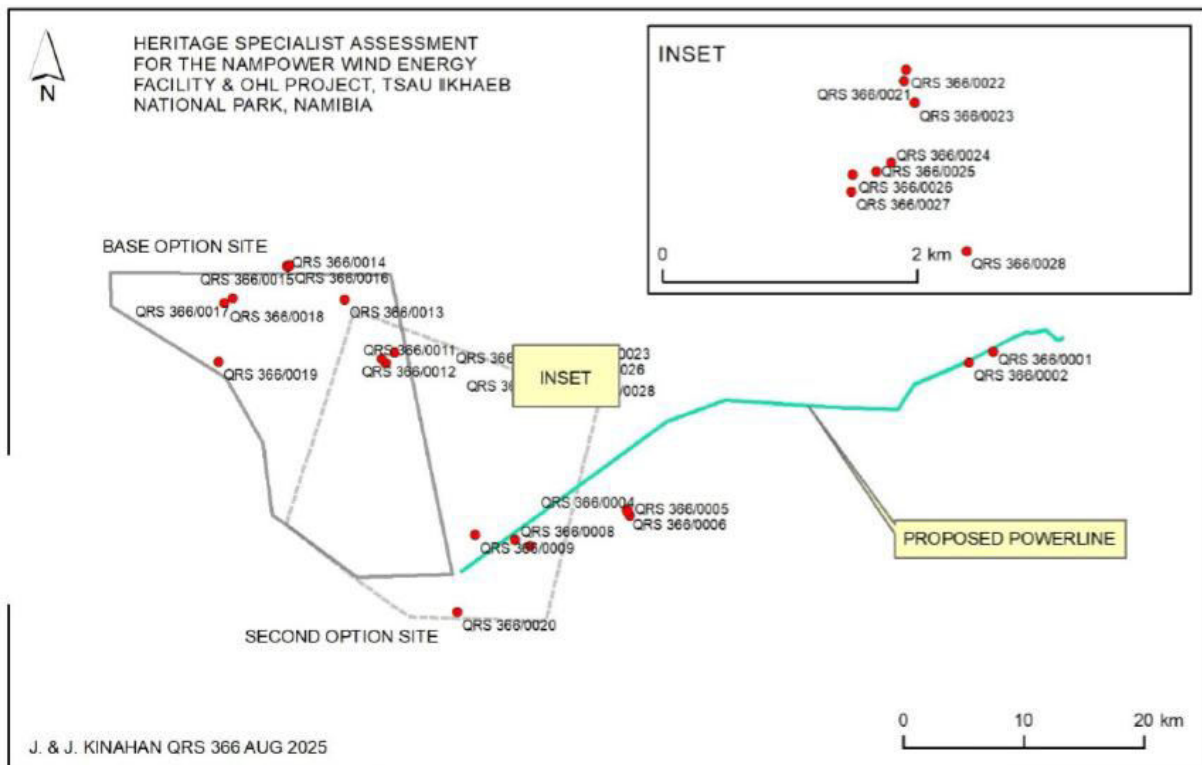 HERITAGE SPECIALIST ASSESSMENT
FOR THE NAMPOWER WIND ENERGY
FACILITY & OHL PROJECT, TSAU ǁKHAEB
NATIONAL PARK, NAMIBIA
N
INSET
QRS 366/0022
QRS 366/0021
QRS 366/0023
QRS 366/0024
QRS 366/0025
QRS 366/0026
QRS 366/0027
0 2 km
QRS 366/0028
BASE OPTION SITE
QRS 366/0014
QRS 366/0015
QRS 366/0016
QRS 366/0017
QRS 366/0018
QRS 366/0013
QRS 366/0011
QRS 366/0012
QRS 366/0019
INSET
0023
026
/0028
QRS 366/0001
QRS 366/0002
QRS 366/0004
QRS 366/0005
QRS 366/0006
QRS 366/0008
QRS 366/0009
PROPOSED POWERLINE
QRS 366/0020
SECOND OPTION SITE
0 10 20 km
J. & J. KINAHAN QRS 366 AUG 2025